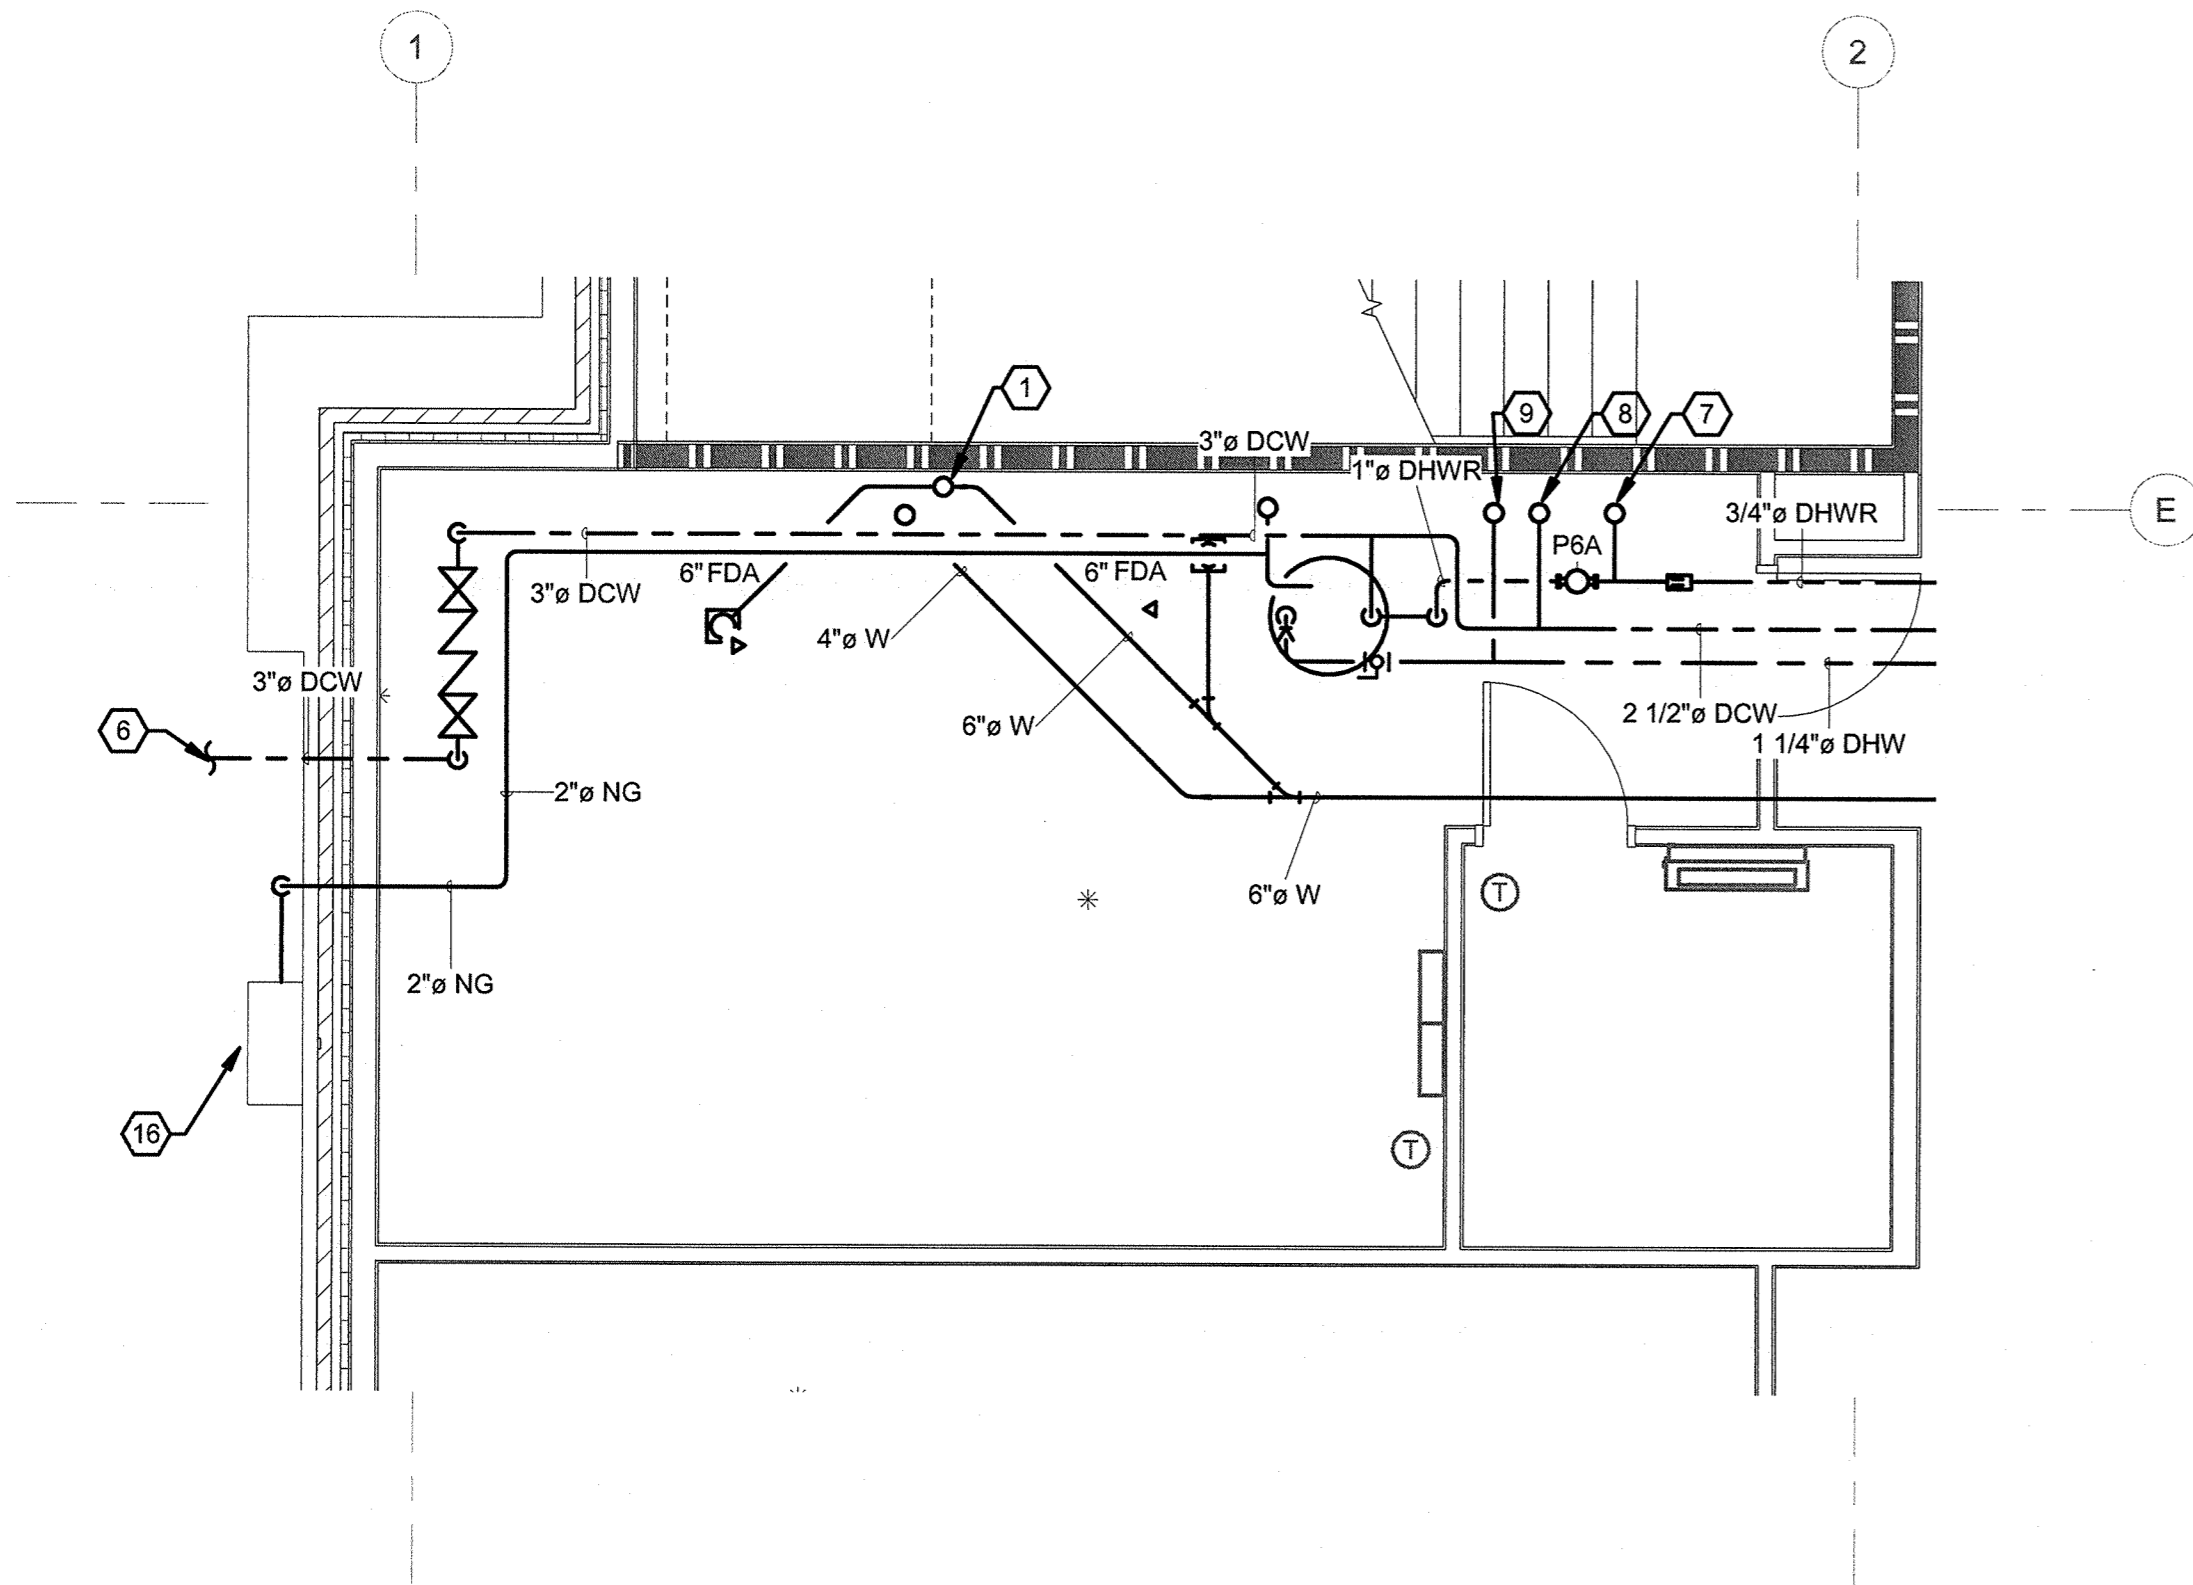 1
2
1
3"ø DCW
9
8
7
1"ø DHWR
3/4"ø DHWR
E
P6A
6" FDA
6" FDA
3"ø DCW
4"ø W
3"ø DCW
6"ø W
2 1/2"ø DCW
6
1 1/4"ø DHW
2"ø NG
6"ø W
T
2"ø NG
16
T